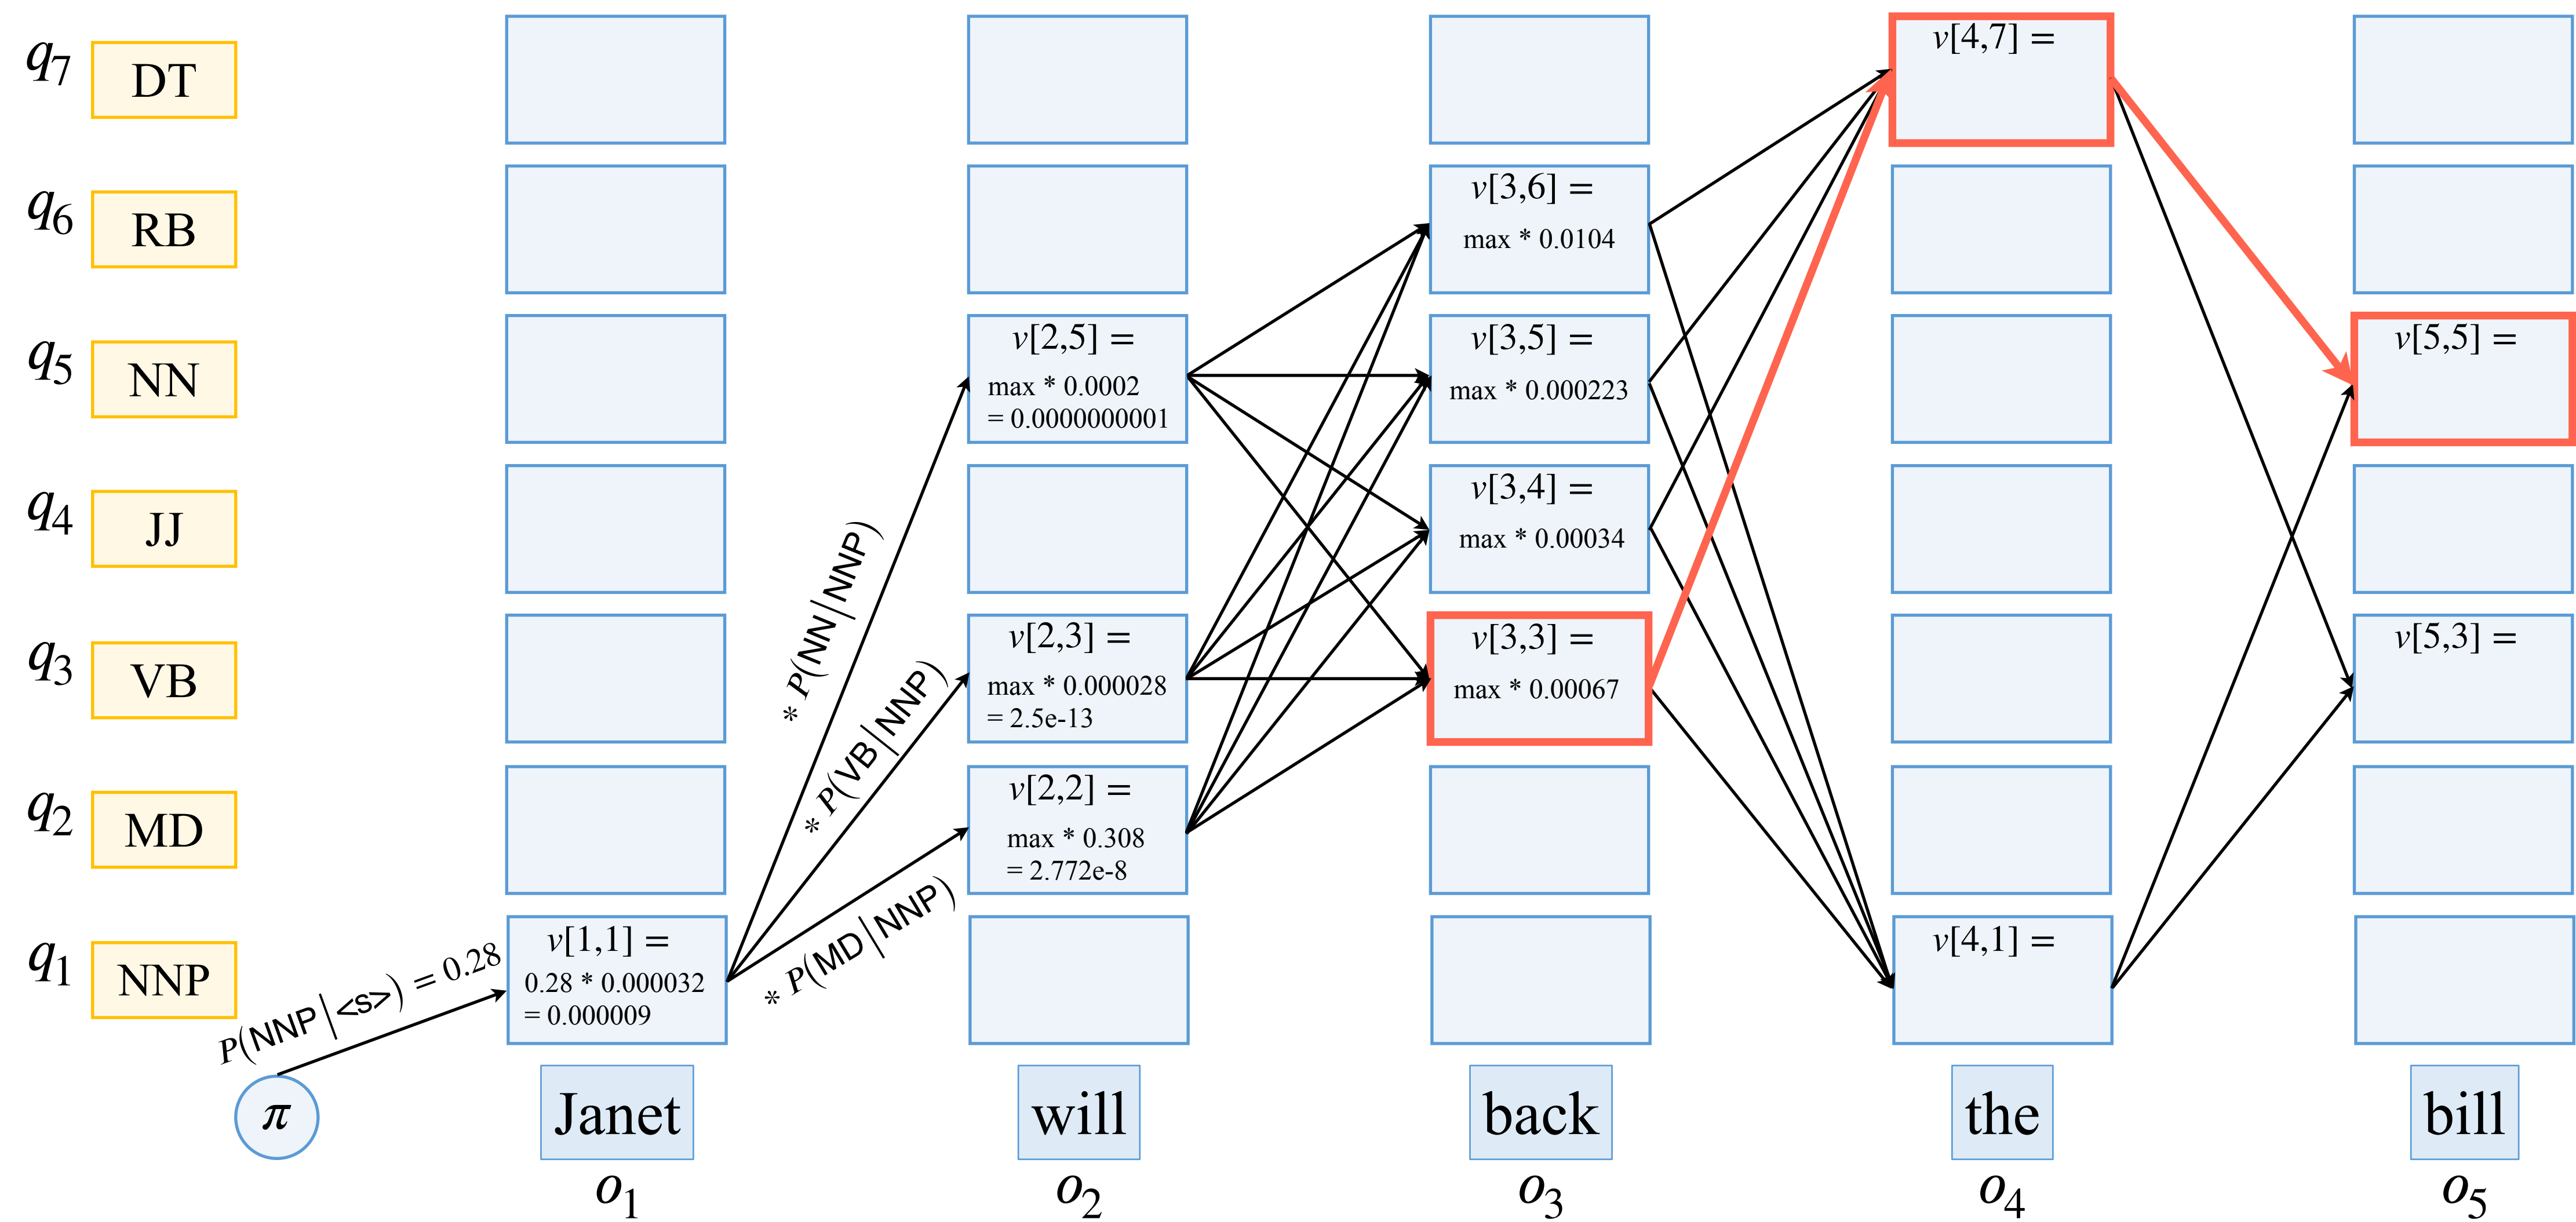 q7 DT
v[4,7] =
q6 RB
v[3,6] =
max * 0.0104
q5 NN
v[2,5] =
max * 0.0002
= 0.0000000001
v[3,5] =
max * 0.000223
v[5,5] =
q4 JJ
v[3,4] =
max * 0.00034
q3 VB
v[2,3] =
max * 0.000028
= 2.5e-13
v[3,3] =
max * 0.00067
v[5,3] =
q2 MD
v[2,2] =
max * 0.308
= 2.772e-8
q1 NNP
v[1,1] =
0.28 * 0.000032
= 0.000009
v[4,1] =
* P(NN|NNP)
* P(VB|NNP)
* P(MD|NNP)
P(NNP|<s>) = 0.28
π
Janet will back the bill
o1 o2 o3 o4 o5